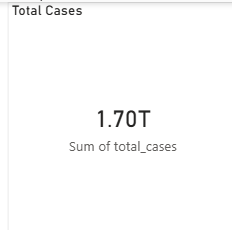 Total Cases
1.70T
Sum of total_cases